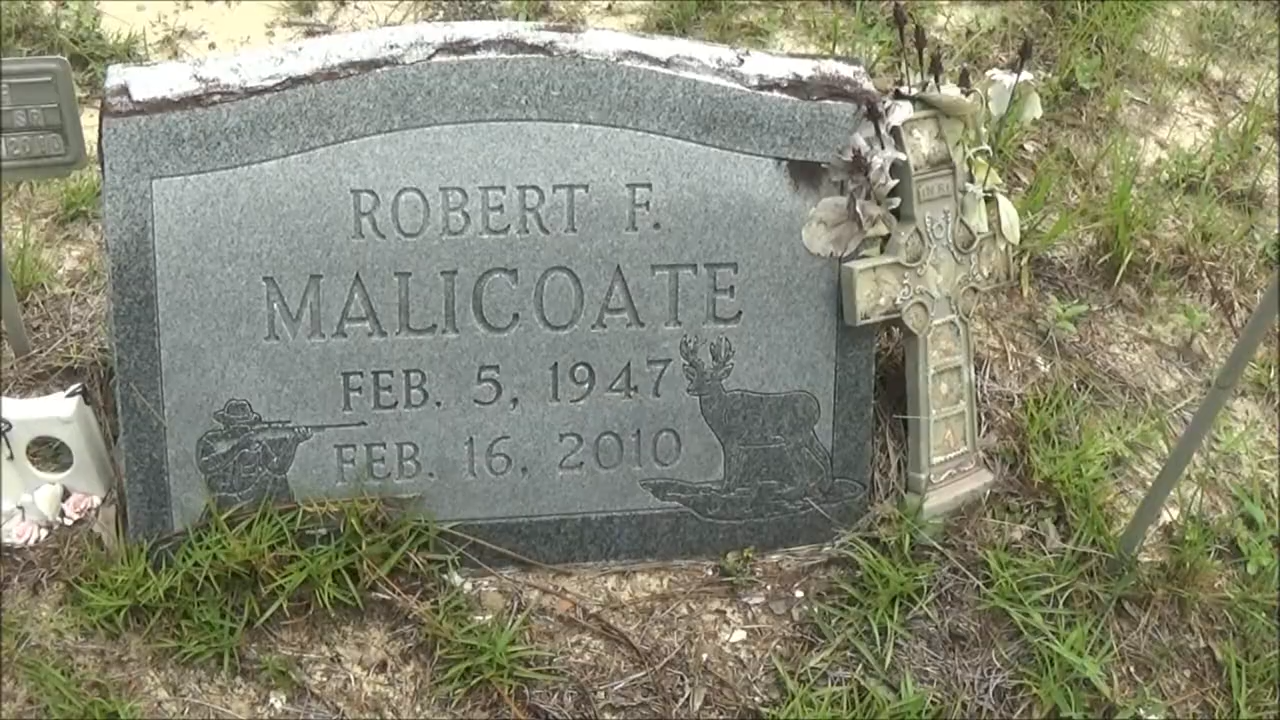 ROBERT F.
MALICOATE
FEB. 5, 1947
FEB. 16, 2010